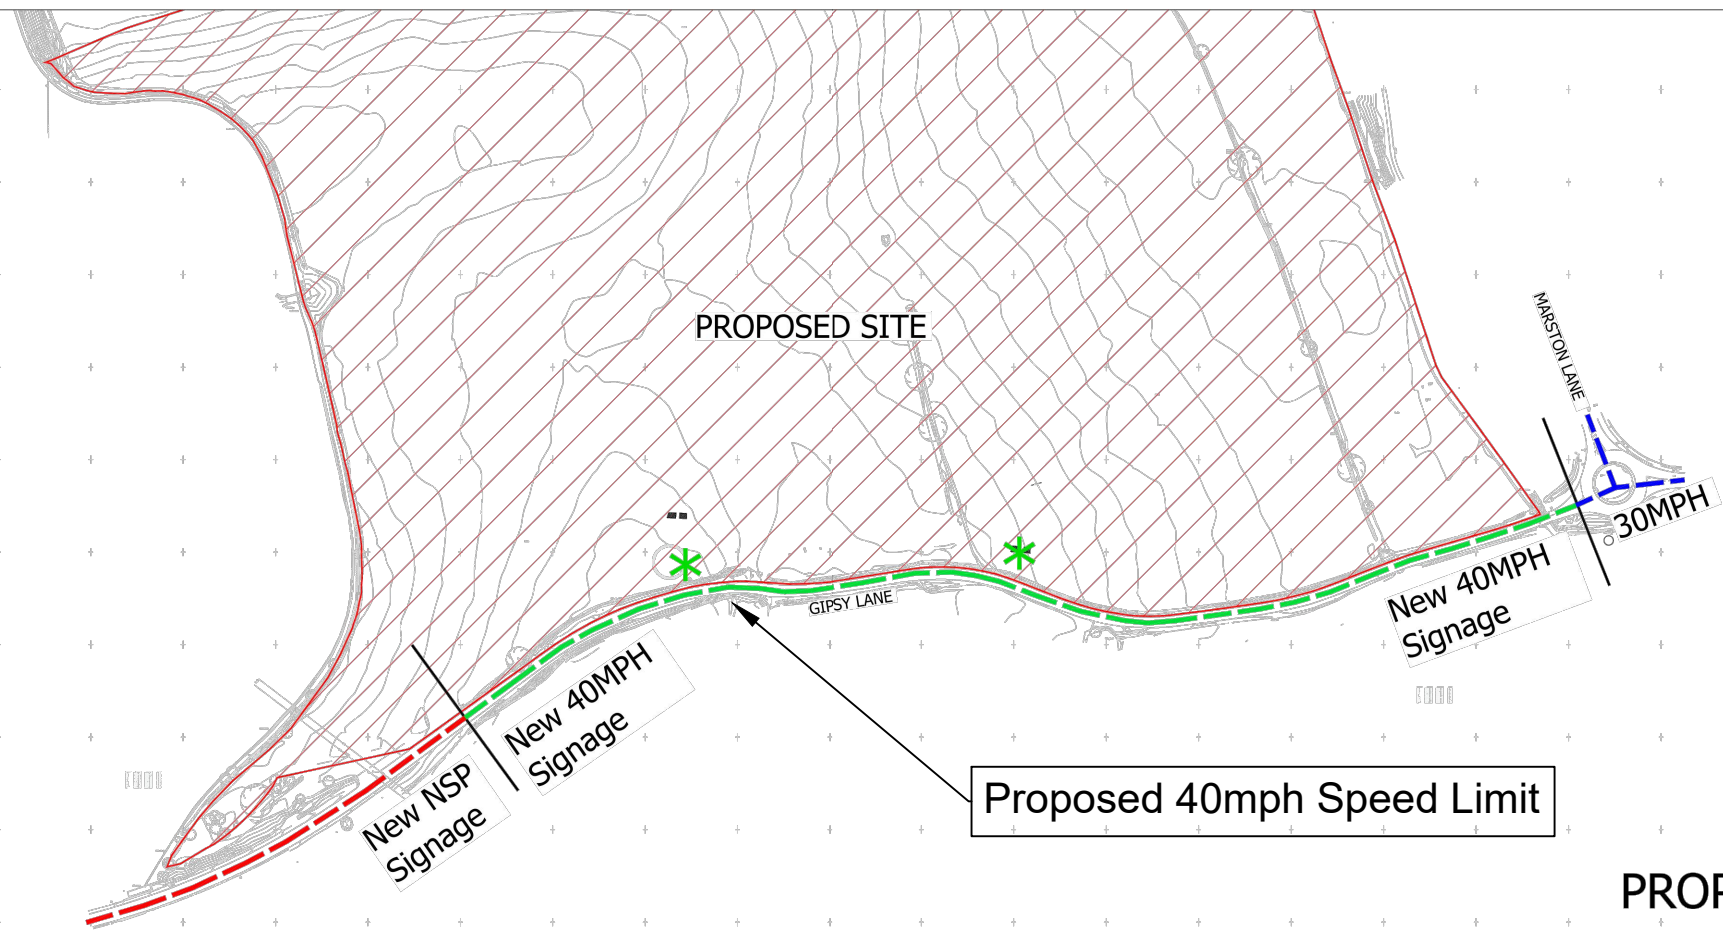 PROPOSED SITE
MARSTON LANE
30MPH
GIPSY LANE
New 40MPH
Signage
New 40MPH
Signage
New NSP
Signage
Proposed 40mph Speed Limit
PROP